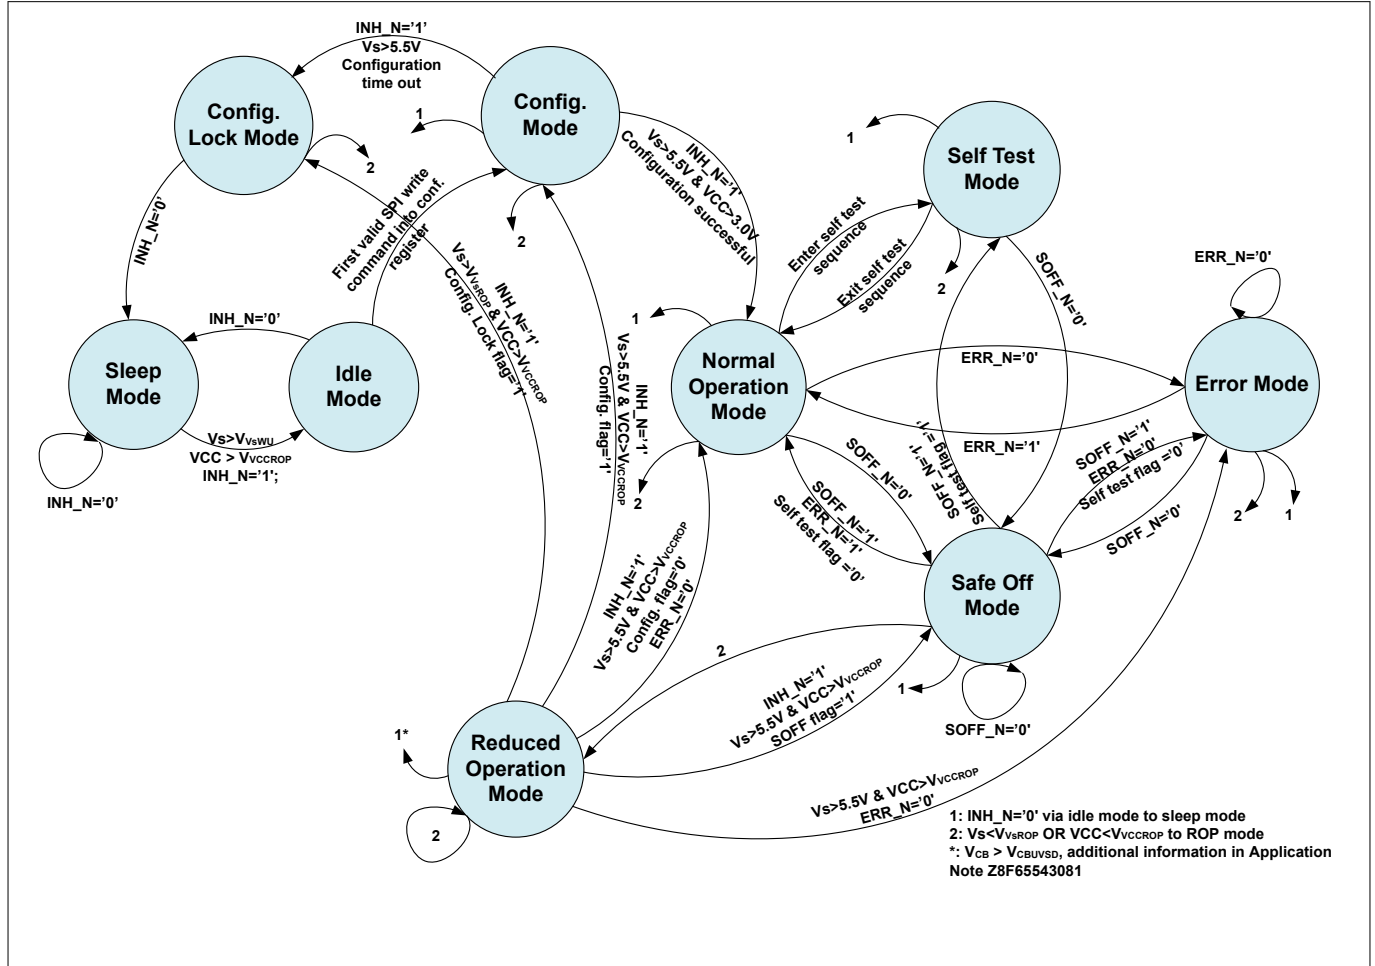 INH_N='1'
Vs>5.5V
Configuration
time out
Config.
Lock Mode
Config.
Mode
1
2
2
INH_N='1'
Vs>5.5V & VCC>3.0V
Configuration successful
Self Test
Mode
1
2
Enter self test
sequence
Exit self test
sequence
SOFF_N='0'
ERR_N='0'
INH_N='0'
First valid SPI write
command into conf.
register
INH_N='0'
Sleep
Mode
Idle
Mode
Vs>VVsWU
VCC > VVCCROP
INH_N='1';
INH_N='0'
INH_N='1'
Vs>VVsROP & VCC>VVCCROP
Config. Lock flag='1'
INH_N='1'
Vs>5.5V & VCC>VVCCROP
Config. flag='1'
1
Normal
Operation
Mode
2
ERR_N='0'
ERR_N='1'
Error Mode
2
1
SOFF_N='0'
SOFF_N='1'
ERR_N='1'
Self test flag ='0'
SOFF_N='1'
Self test flag ='1'
SOFF_N='1'
ERR_N='0'
Self test flag ='0'
SOFF_N='0'
INH_N='1'
Vs>5.5V & VCC>VVCCROP
Config. flag='0'
ERR_N='0'
Safe Off
Mode
1
SOFF_N='0'
2
INH_N='1'
Vs>5.5V & VCC>VVCCROP
SOFF flag='1'
1*
Reduced
Operation
Mode
2
Vs>5.5V & VCC>VVCCROP
ERR_N='0'
1: INH_N='0' via idle mode to sleep mode
2: Vs<VVsROP OR VCC<VVCCROP to ROP mode
*: VCB > VCBUVSD, additional information in Application
Note Z8F65543081